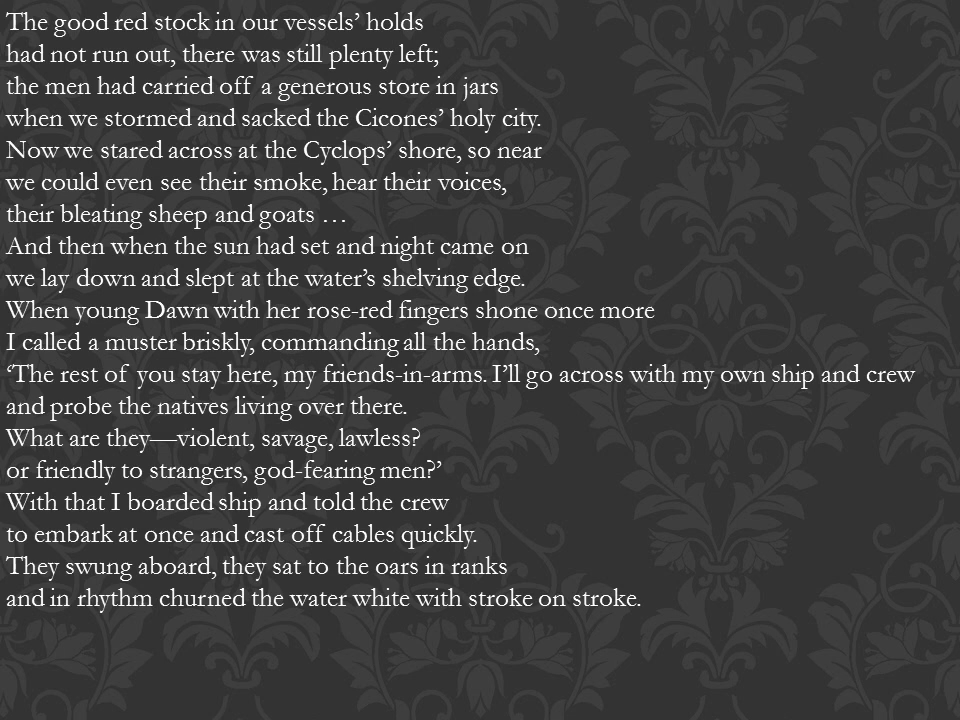 The good red stock in our vessels’ holds
had not run out, there was still plenty left;
the men had carried off a generous store in jars
when we stormed and sacked the Cicones’ holy city.
Now we stared across at the Cyclops’ shore, so near
we could even see their smoke, hear their voices,
their bleating sheep and goats …
And then when the sun had set and night came on
we lay down and slept at the water’s shelving edge.
When young Dawn with her rose-red fingers shone once more
I called a muster briskly, commanding all the hands,
‘The rest of you stay here, my friends-in-arms. I’ll go across with my own ship and crew
and probe the natives living over there.
What are they—violent, savage, lawless?
or friendly to strangers, god-fearing men?’
With that I boarded ship and told the crew
to embark at once and cast off cables quickly.
They swung aboard, they sat to the oars in ranks
and in rhythm churned the water white with stroke on stroke.